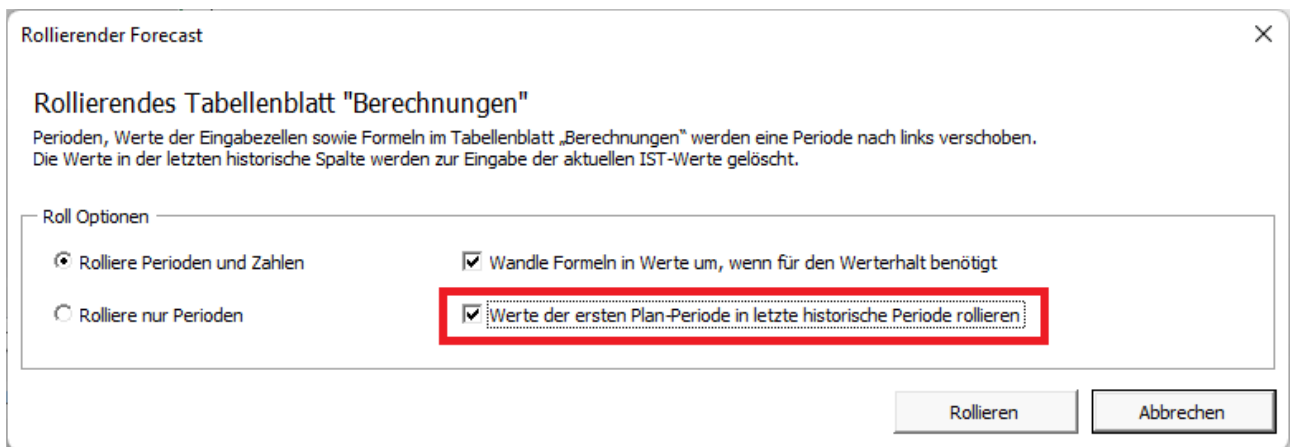 Rollierender Forecast
Rollierendes Tabellenblatt "Berechnungen"
Perioden, Werte der Eingabezellen sowie Formeln im Tabellenblatt „Berechnungen“ werden eine Periode nach links verschoben.
Die Werte in der letzten historische Spalte werden zur Eingabe der aktuellen IST-Werte gelöscht.
Roll Optionen
Rolliere Perioden und Zahlen
Wandle Formeln in Werte um, wenn für den Werterhalt benötigt
Rolliere nur Perioden
Werte der ersten Plan-Periode in letzte historische Periode rollieren
Rollieren
Abbrechen